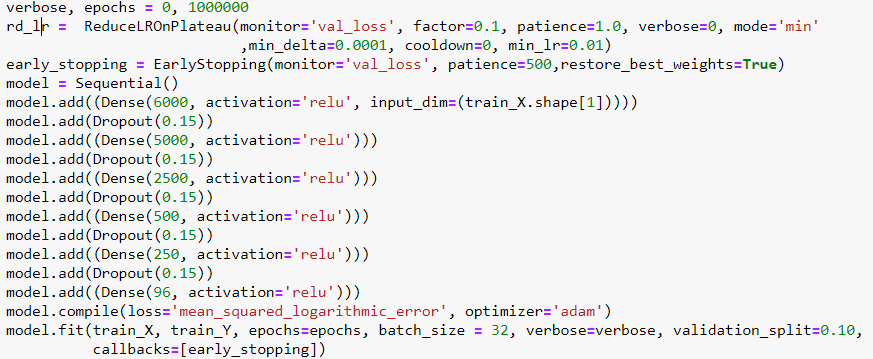 verbose, epochs = 0, 1000000
rd_lr =  ReduceLROnPlateau(monitor='val_loss', factor=0.1, patience=1.0, verbose=0, mode='min'
                          ,min_delta=0.0001, cooldown=0, min_lr=0.01)
early_stopping = EarlyStopping(monitor='val_loss', patience=500,restore_best_weights=True)
model = Sequential()
model.add((Dense(6000, activation='relu', input_dim=(train_X.shape[1]))))
model.add(Dropout(0.15))
model.add((Dense(5000, activation='relu')))
model.add(Dropout(0.15))
model.add((Dense(2500, activation='relu')))
model.add(Dropout(0.15))
model.add((Dense(500, activation='relu')))
model.add(Dropout(0.15))
model.add((Dense(250, activation='relu')))
model.add(Dropout(0.15))
model.add((Dense(96, activation='relu')))
model.compile(loss='mean_squared_logarithmic_error', optimizer='adam')
model.fit(train_X, train_Y, epochs=epochs, batch_size = 32, verbose=verbose, validation_split=0.10,
          callbacks=[early_stopping])